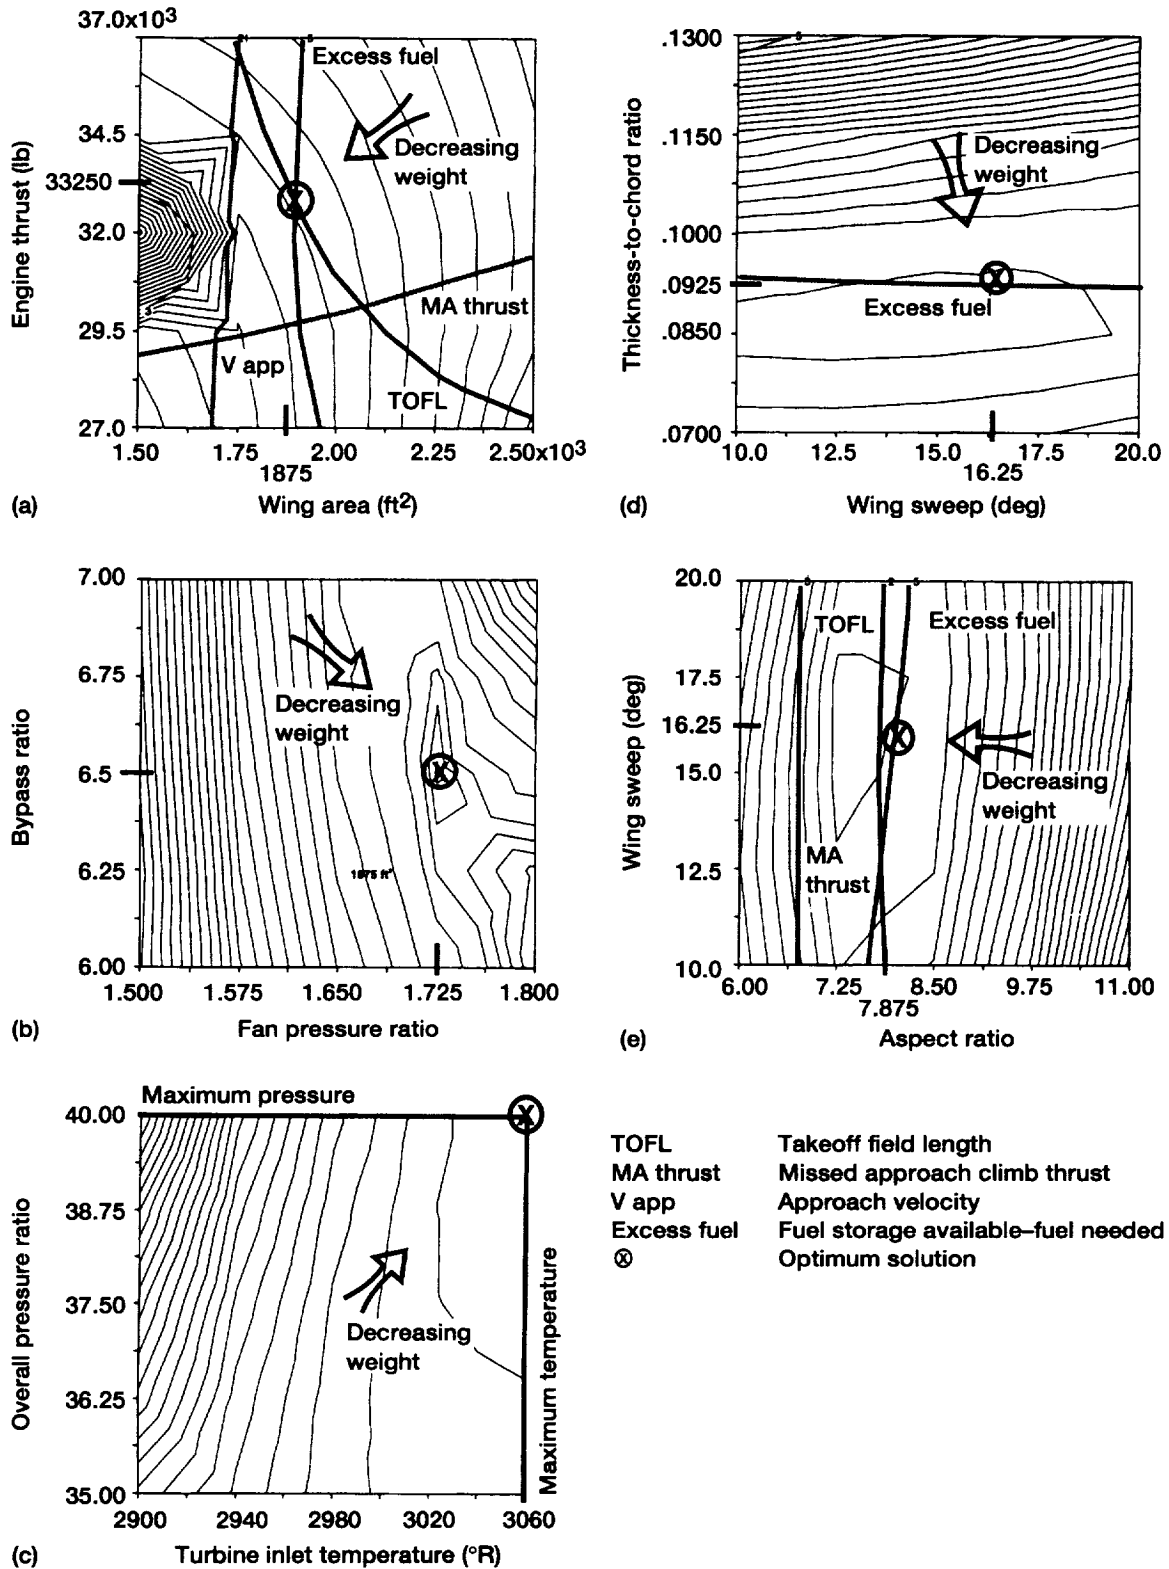 37.0x10³
34.5
33250
32.0
29.5
27.0
Engine thrust (lb)
Excess fuel
Decreasing
weight
MA thrust
V app
TOFL
1.50
1.75
2.00
2.25
2.50x10³
1875
(a)
Wing area (ft²)
.1300
.1150
.1000
.0925
.0850
.0700
Thickness-to-chord ratio
Decreasing
weight
Excess fuel
10.0
12.5
15.0
17.5
20.0
16.25
(d)
Wing sweep (deg)
7.00
6.75
6.5
6.25
6.00
Bypass ratio
Decreasing
weight
1875 ft²
1.500
1.575
1.650
1.725
1.800
(b)
Fan pressure ratio
20.0
17.5
16.25
15.0
12.5
10.0
Wing sweep (deg)
TOFL
Excess fuel
Decreasing
weight
MA
thrust
6.00
7.25
8.50
9.75
11.00
7.875
(e)
Aspect ratio
Maximum pressure
40.00
38.75
37.50
36.25
35.00
Overall pressure ratio
Decreasing
weight
Maximum temperature
2900
2940
2980
3020
3060
(c)
Turbine inlet temperature (°R)
TOFL Takeoff field length
MA thrust Missed approach climb thrust
V app Approach velocity
Excess fuel Fuel storage available–fuel needed
ⓧ Optimum solution